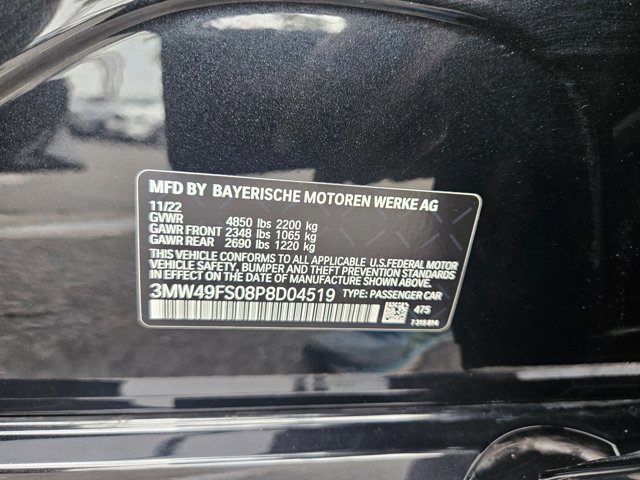 MFD BY BAYERISCHE MOTOREN WERKE AG
11/22
GVWR 4850 lbs 2200 kg
GAWR FRONT 2348 lbs 1065 kg
GAWR REAR 2690 lbs 1220 kg
THIS VEHICLE CONFORMS TO ALL APPLICABLE U.S.FEDERAL MOTOR
VEHICLE SAFETY, BUMPER, AND THEFT PREVENTION STANDARDS
IN EFFECT ON THE DATE OF MANUFACTURE SHOWN ABOVE.
3MW49FS08P8D04519 TYPE: PASSENGER CAR
475
7318414